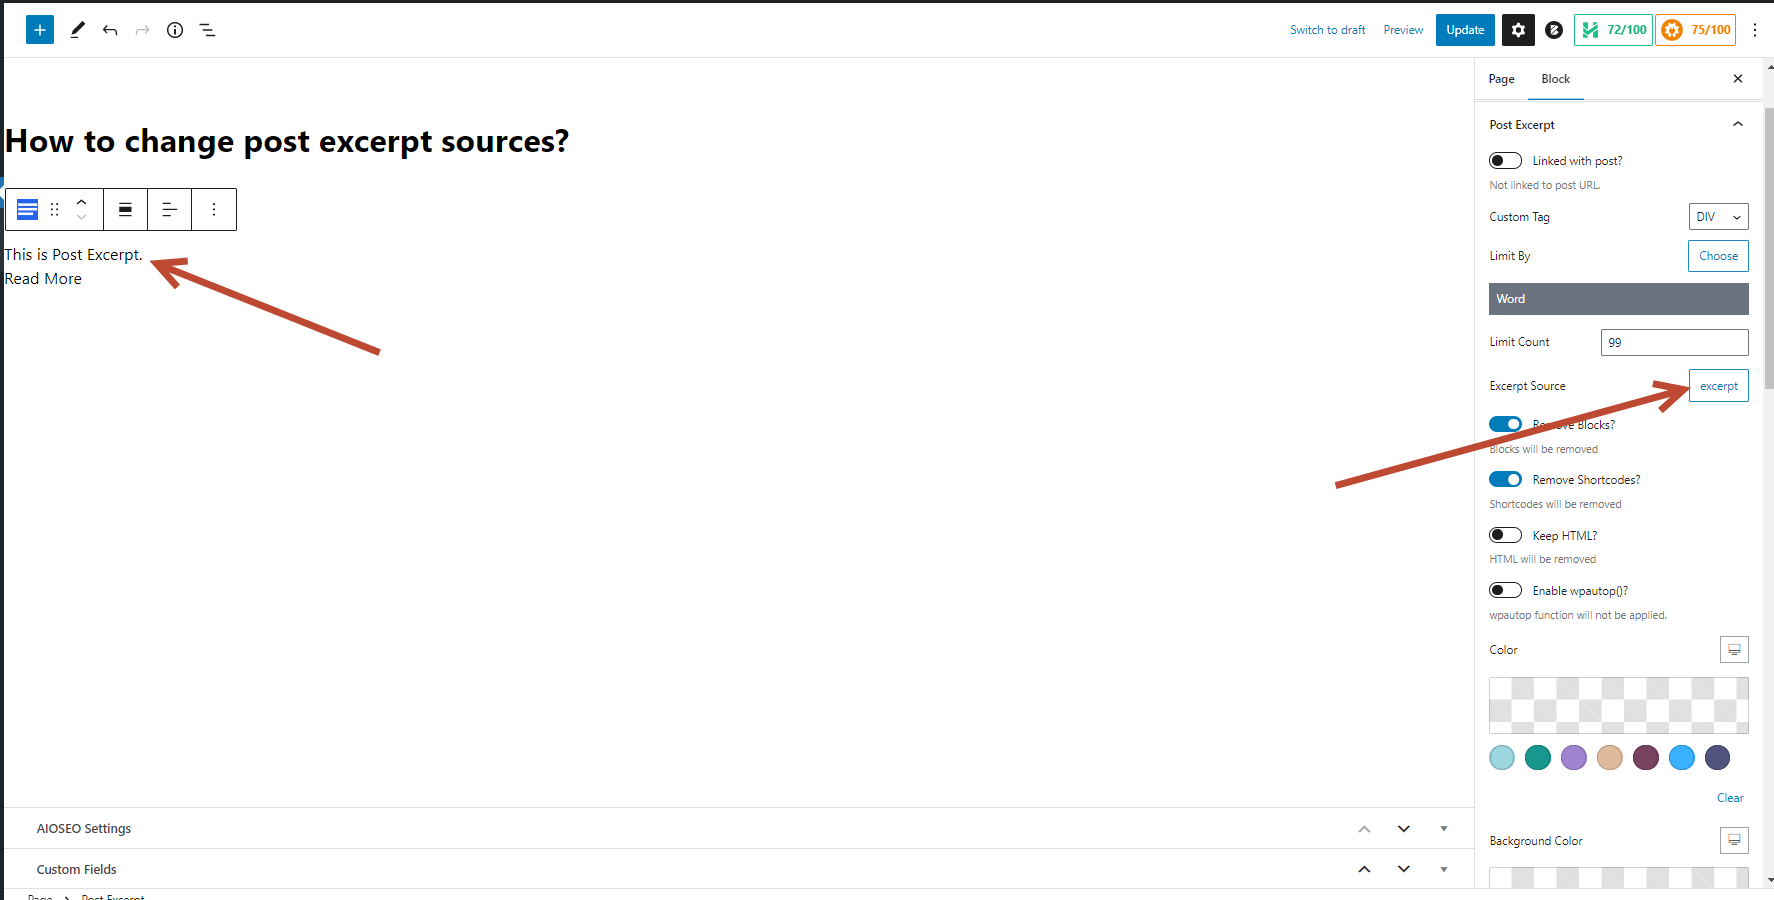 Switch to draft Preview Update 72/100 75/100
Page Block
How to change post excerpt sources?
This is Post Excerpt.
Read More
Post Excerpt
Linked with post?
Not linked to post URL.
Custom Tag DIV
Limit By Choose
Word
Limit Count 99
Excerpt Source excerpt
Remove Blocks?
Blocks will be removed
Remove Shortcodes?
Shortcodes will be removed
Keep HTML?
HTML will be removed
Enable wpautop()?
wpautop function will not be applied.
Color
Clear
Background Color
AIOSEO Settings
Custom Fields
Page Post Excerpt